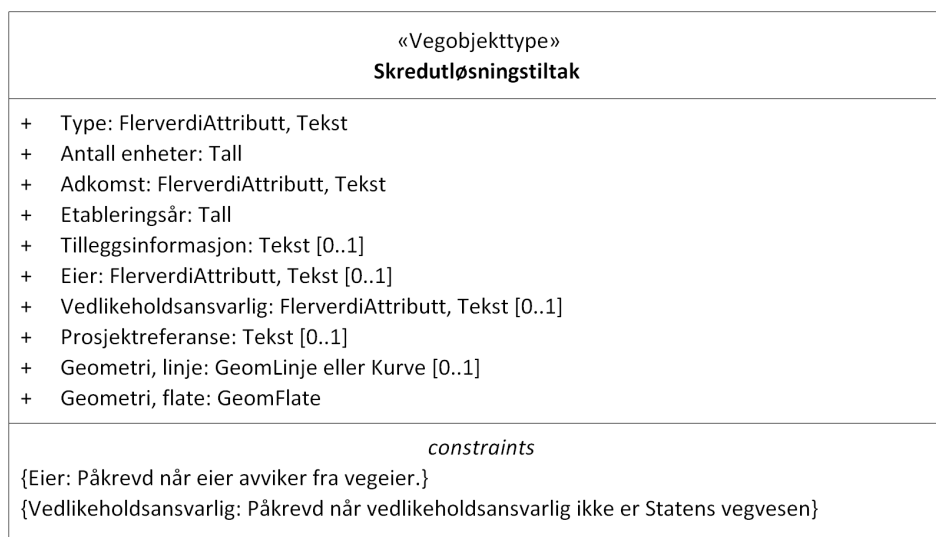 «Vegobjekttype»
Skredutløsningstiltak
+ Type: FlerverdiAttributt, Tekst
+ Antall enheter: Tall
+ Adkomst: FlerverdiAttributt, Tekst
+ Etableringsår: Tall
+ Tilleggsinformasjon: Tekst [0..1]
+ Eier: FlerverdiAttributt, Tekst [0..1]
+ Vedlikeholdsansvarlig: FlerverdiAttributt, Tekst [0..1]
+ Prosjektreferanse: Tekst [0..1]
+ Geometri, linje: GeomLinje eller Kurve [0..1]
+ Geometri, flate: GeomFlate
constraints
{Eier: Påkrevd når eier avviker fra vegeier.}
{Vedlikeholdsansvarlig: Påkrevd når vedlikeholdsansvarlig ikke er Statens vegvesen}